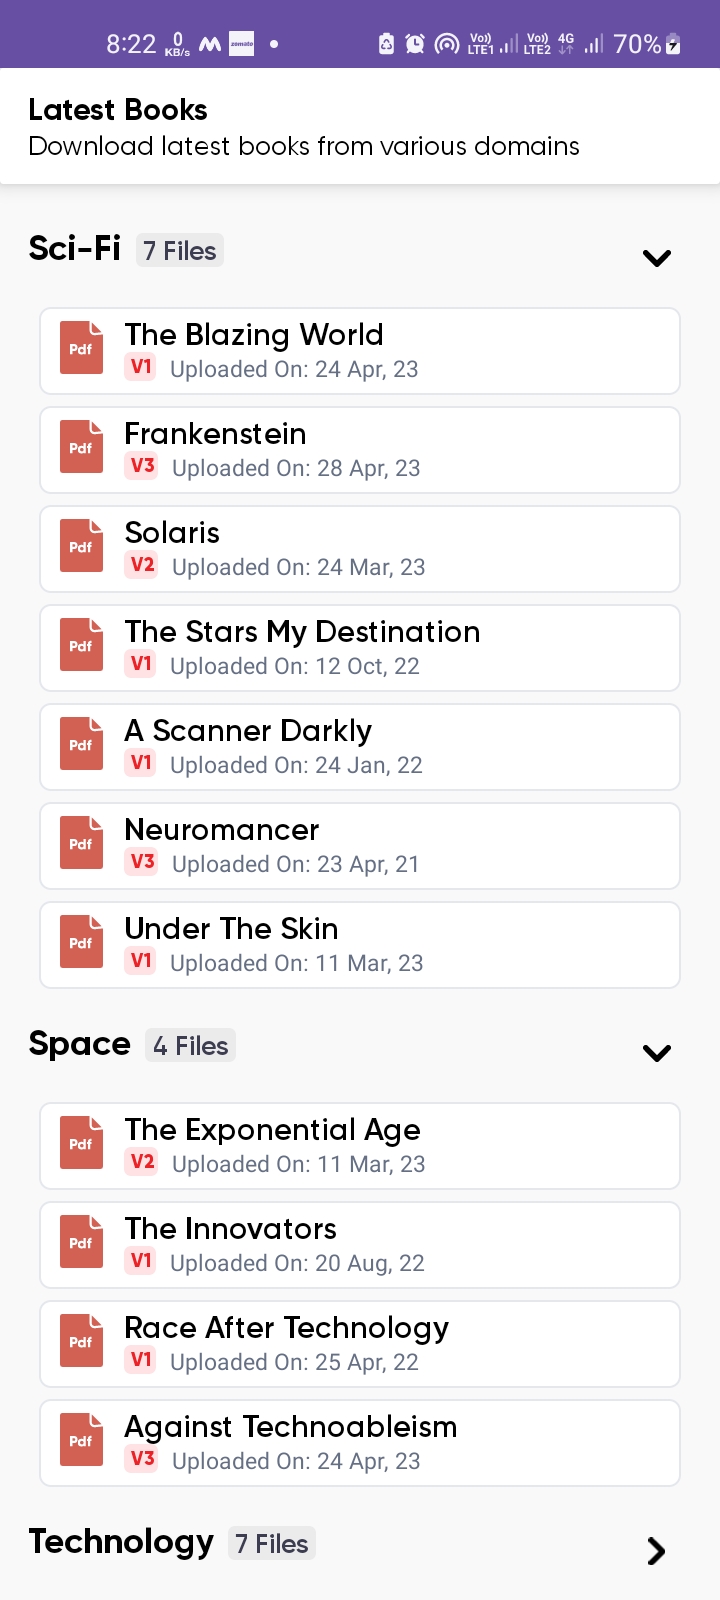 8:22 0 KB/s zomato Vo)) LTE1 Vo)) LTE2 4G 70%
Latest Books
Download latest books from various domains
Sci-Fi 7 Files
Pdf The Blazing World
V1 Uploaded On: 24 Apr, 23
Pdf Frankenstein
V3 Uploaded On: 28 Apr, 23
Pdf Solaris
V2 Uploaded On: 24 Mar, 23
Pdf The Stars My Destination
V1 Uploaded On: 12 Oct, 22
Pdf A Scanner Darkly
V1 Uploaded On: 24 Jan, 22
Pdf Neuromancer
V3 Uploaded On: 23 Apr, 21
Pdf Under The Skin
V1 Uploaded On: 11 Mar, 23
Space 4 Files
Pdf The Exponential Age
V2 Uploaded On: 11 Mar, 23
Pdf The Innovators
V1 Uploaded On: 20 Aug, 22
Pdf Race After Technology
V1 Uploaded On: 25 Apr, 22
Pdf Against Technoableism
V3 Uploaded On: 24 Apr, 23
Technology 7 Files